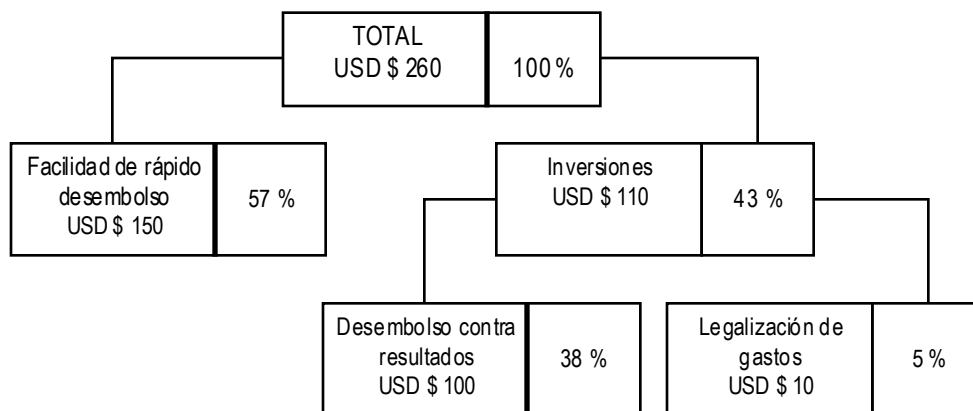 TOTAL
USD $ 260
100 %
Facilidad de rápido
desembolso
USD $ 150
57 %
Inversiones
USD $ 110
43 %
Desembolso contra
resultados
USD $ 100
38 %
Legalización de
gastos
USD $ 10
5 %